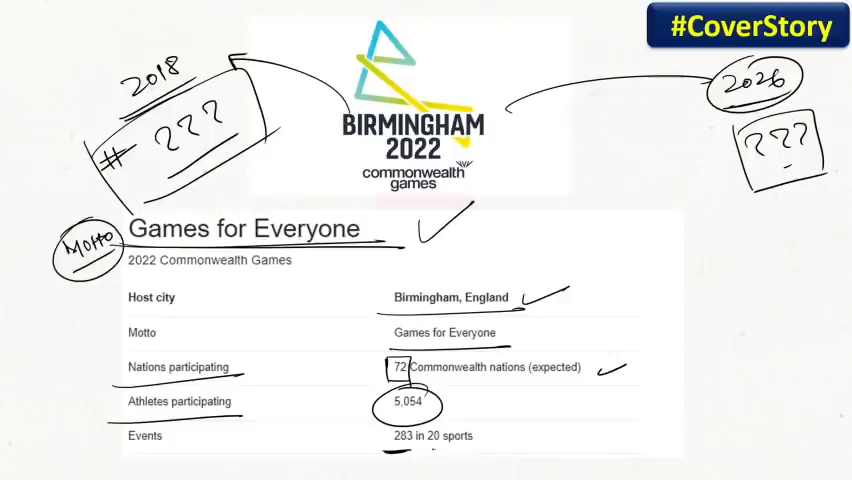 #CoverStory
2018
# ???
2026
???
BIRMINGHAM
2022
commonwealth
games
Motto
Games for Everyone
2022 Commonwealth Games
Host city Birmingham, England
Motto Games for Everyone
Nations participating 72 Commonwealth nations (expected)
Athletes participating 5,054
Events 283 in 20 sports